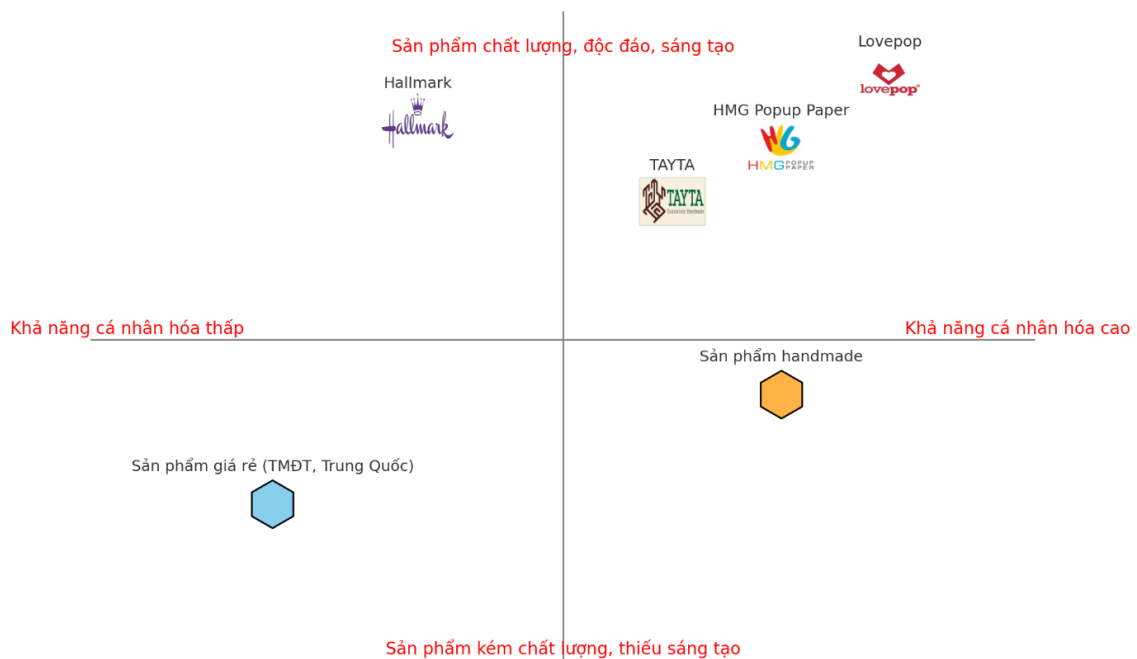 Lovepop
Sản phẩm chất lượng, độc đáo, sáng tạo
lovepop
Hallmark
Hallmark
HMG Popup Paper
HMG POPUP PAPER
TAYTA
TAYTA
Khả năng cá nhân hóa thấp
Khả năng cá nhân hóa cao
Sản phẩm handmade
Sản phẩm giá rẻ (TMĐT, Trung Quốc)
Sản phẩm kém chất lượng, thiếu sáng tạo